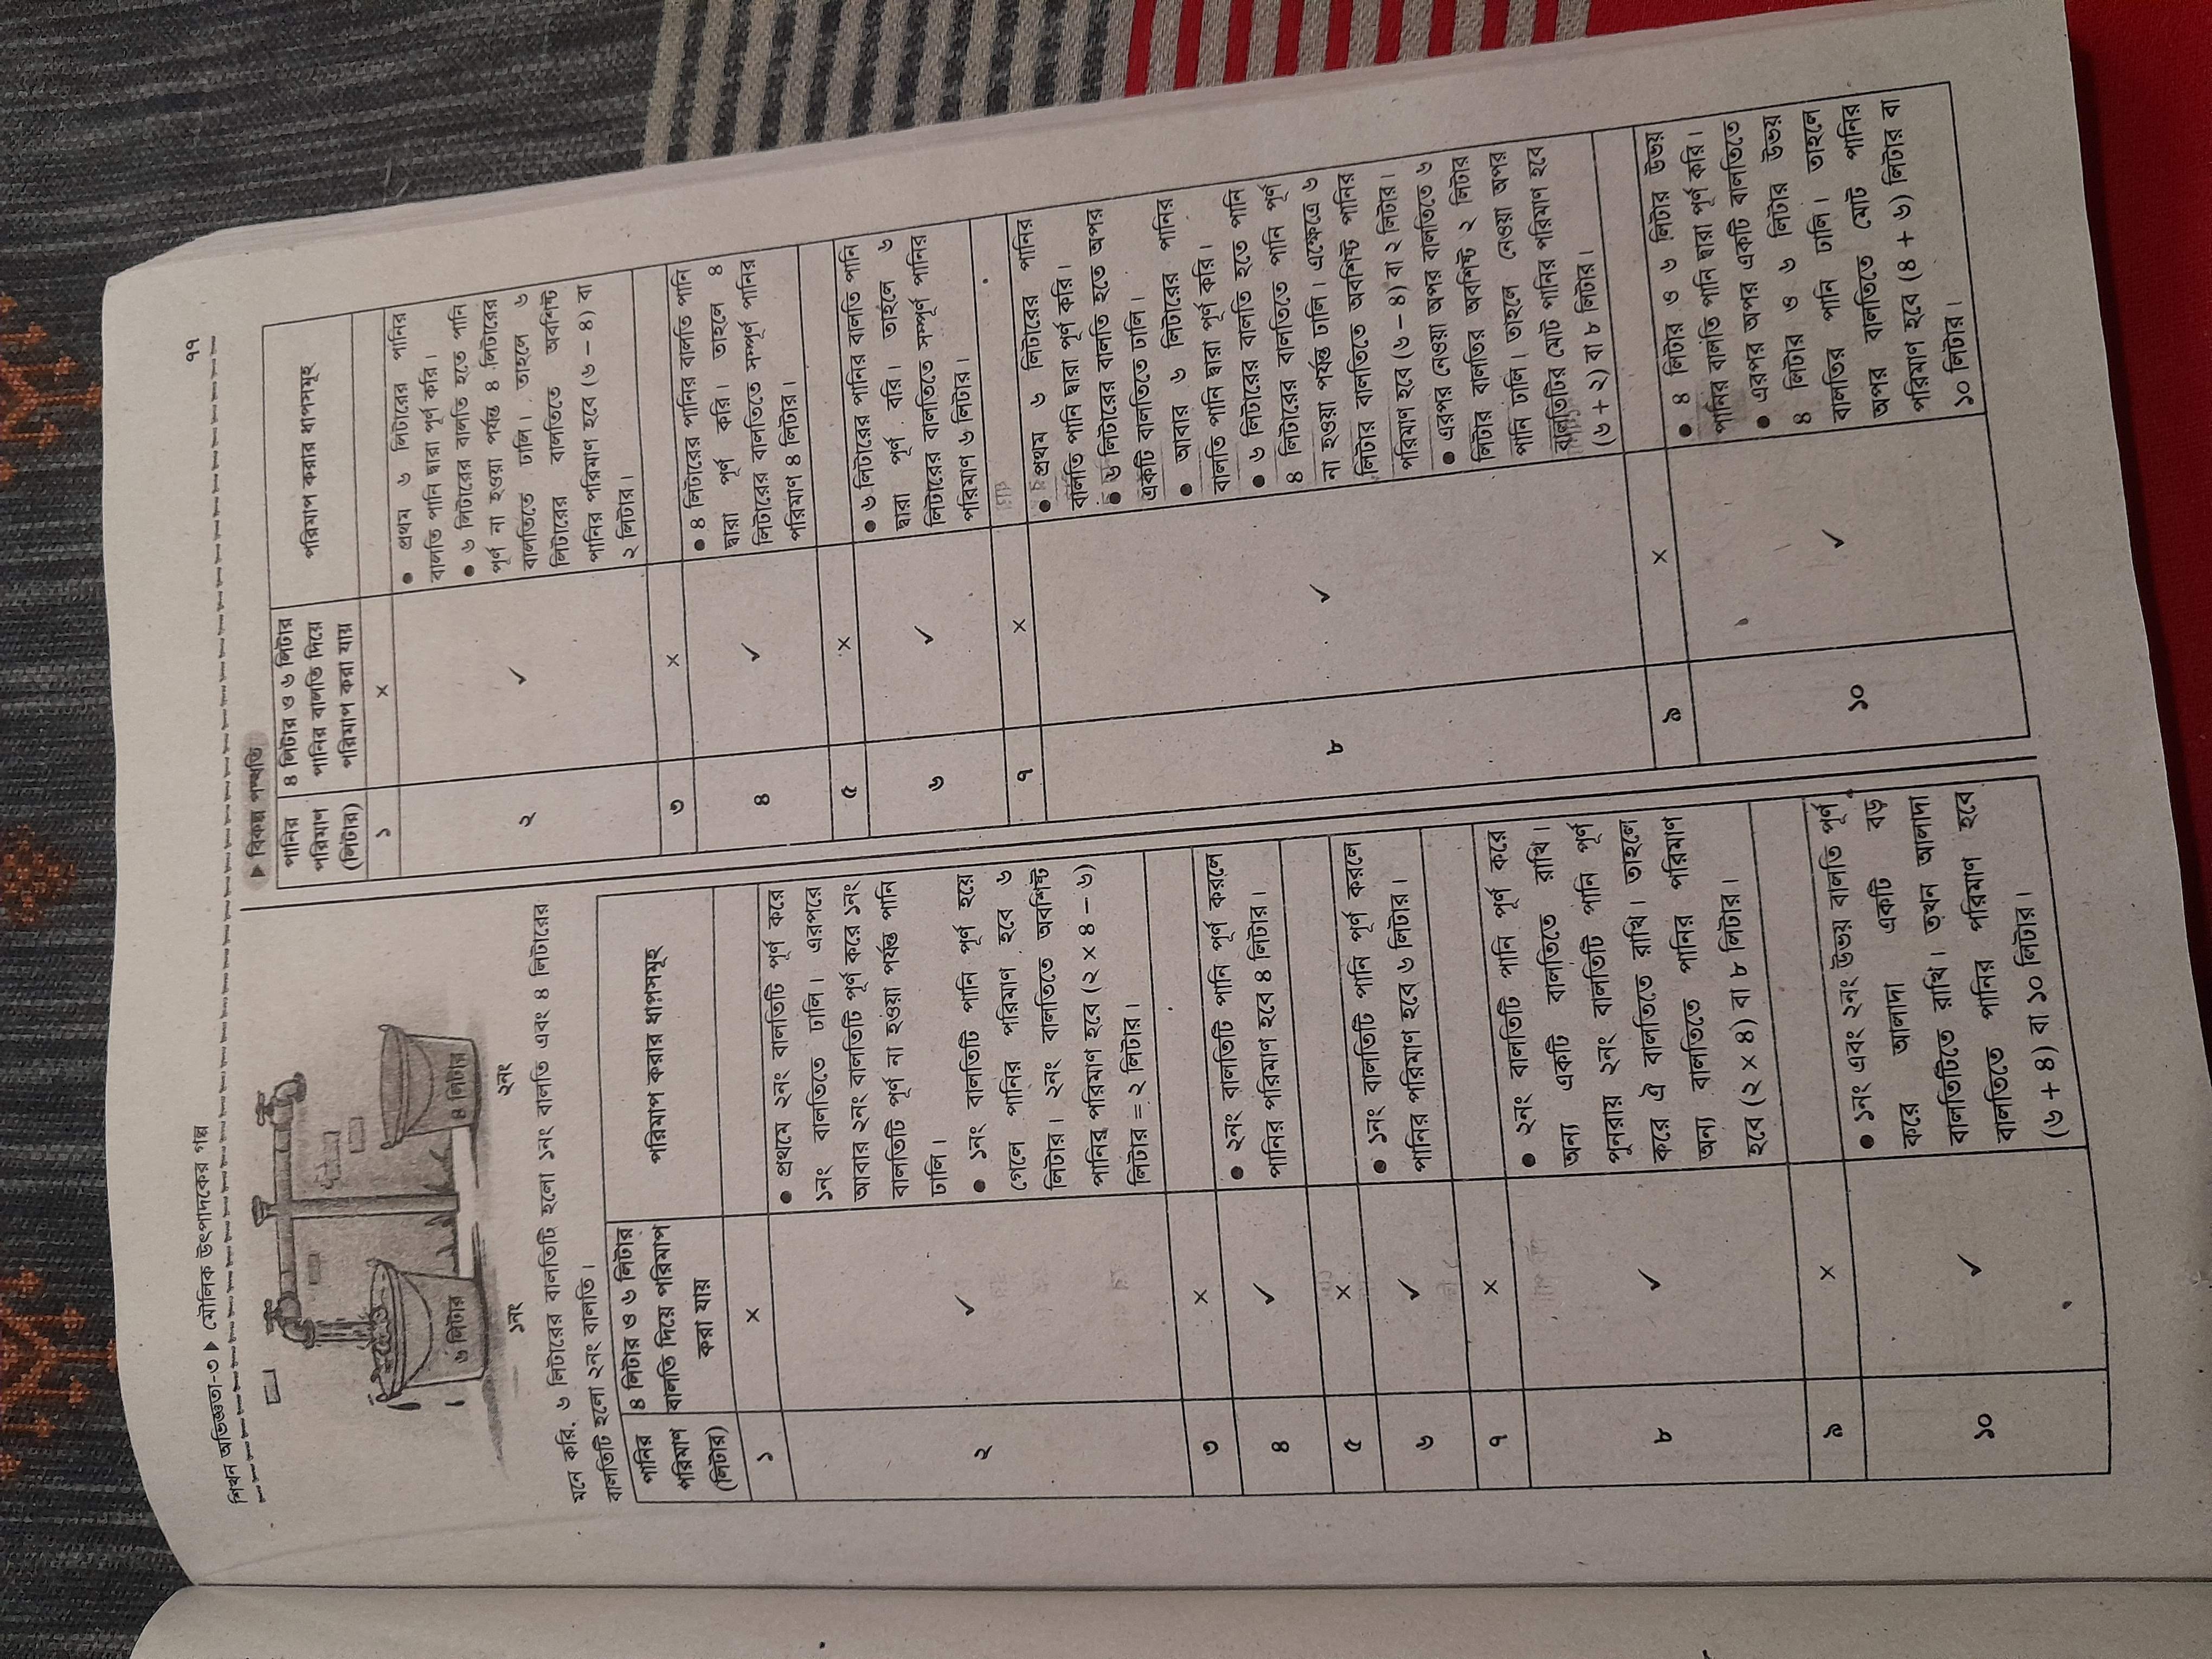 শিখন অভিজ্ঞতা-৩ ▶ মৌলিক উৎপাদকের গল্প
৭৭
৬ লিটার
৪ লিটার
১নং
২নং
মনে করি, ৬ লিটারের বালতিটি হলো ১নং বালতি এবং ৪ লিটারের
বালতিটি হলো ২নং বালতি।
পানির
পরিমাণ
(লিটার)
৪ লিটার ও ৬ লিটার
বালতি দিয়ে পরিমাপ
করা যায়
পরিমাপ করার ধাপসমূহ
১
×
২
✓
● প্রথমে ২নং বালতিটি পূর্ণ করে
১নং বালতিতে ঢালি। এরপরে
আবার ২নং বালতিটি পূর্ণ করে ১নং
বালতিটি পূর্ণ না হওয়া পর্যন্ত পানি
ঢালি।
● ১নং বালতিটি পানি পূর্ণ হয়ে
গেলে পানির পরিমাণ হবে ৬
লিটার। ২নং বালতিতে অবশিষ্ট
পানির পরিমাণ হবে (২ × ৪ – ৬)
লিটার = ২ লিটার।
৩
×
৪
✓
● ২নং বালতিটি পানি পূর্ণ করলে
পানির পরিমাণ হবে ৪ লিটার।
৫
×
৬
✓
● ১নং বালতিটি পানি পূর্ণ করলে
পানির পরিমাণ হবে ৬ লিটার।
৭
×
৮
✓
● ২নং বালতিটি পানি পূর্ণ করে
অন্য একটি বালতিতে রাখি।
পুনরায় ২নং বালতিটি পানি পূর্ণ
করে ঐ বালতিতে রাখি। তাহলে
অন্য বালতিতে পানির পরিমাণ
হবে (২ × ৪) বা ৮ লিটার।
৯
×
১০
✓
● ১নং এবং ২নং উভয় বালতি পূর্ণ
করে আলাদা একটি বড়
বালতিটিতে রাখি। তখন আলাদা
বালতিতে পানির পরিমাণ হবে
(৬ + ৪) বা ১০ লিটার।
▶ বিকল্প পদ্ধতি
পানির
পরিমাণ
(লিটার)
৪ লিটার ও ৬ লিটার
পানির বালতি দিয়ে
পরিমাপ করা যায়
পরিমাপ করার ধাপসমূহ
১
×
২
✓
● প্রথম ৬ লিটারের পানির
বালতি পানি দ্বারা পূর্ণ করি।
● ৬ লিটারের বালতি হতে পানি
পূর্ণ না হওয়া পর্যন্ত ৪ লিটারের
বালতিতে ঢালি। তাহলে ৬
লিটারের বালতিতে অবশিষ্ট
পানির পরিমাণ হবে (৬ – ৪) বা
২ লিটার।
৩
×
৪
✓
● ৪ লিটারের পানির বালতি পানি
দ্বারা পূর্ণ করি। তাহলে ৪
লিটারের বালতিতে সম্পূর্ণ পানির
পরিমাণ ৪ লিটার।
৫
×
৬
✓
● ৬ লিটারের পানির বালতি পানি
দ্বারা পূর্ণ বরি। তাহলে ৬
লিটারের বালতিতে সম্পূর্ণ পানির
পরিমাণ ৬ লিটার।
৭
×
৮
✓
● প্রথম ৬ লিটারের পানির
বালতি পানি দ্বারা পূর্ণ করি।
● ৬ লিটারের বালতি হতে অপর
একটি বালতিতে ঢালি।
● আবার ৬ লিটারের পানির
বালতি পানি দ্বারা পূর্ণ করি।
● ৬ লিটারের বালতি হতে পানি
৪ লিটারের বালতিতে পানি পূর্ণ
না হওয়া পর্যন্ত ঢালি। এক্ষেত্রে ৬
লিটার বালতিতে অবশিষ্ট পানির
পরিমাণ হবে (৬ – ৪) বা ২ লিটার।
● এরপর নেওয়া অপর বালতিতে ৬
লিটার বালতির অবশিষ্ট ২ লিটার
পানি ঢালি। তাহলে নেওয়া অপর
বালতিটির মোট পানির পরিমাণ হবে
(৬ + ২) বা ৮ লিটার।
৯
×
১০
✓
● ৪ লিটার ও ৬ লিটার উভয়
পানির বালতি পানি দ্বারা পূর্ণ করি।
● এরপর অপর একটি বালতিতে
৪ লিটার ও ৬ লিটার উভয়
বালতির পানি ঢালি। তাহলে
অপর বালতিতে মোট পানির
পরিমাণ হবে (৪ + ৬) লিটার বা
১০ লিটার।